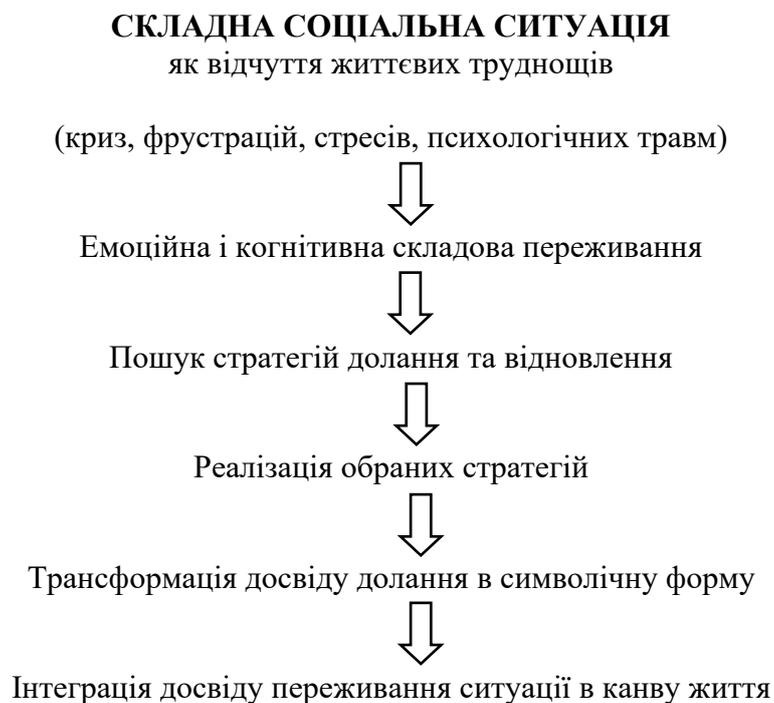 СКЛАДНА СОЦІАЛЬНА СИТУАЦІЯ
як відчуття життєвих труднощів
(криз, фрустрацій, стресів, психологічних травм)
Емоційна і когнітивна складова переживання
Пошук стратегій долання та відновлення
Реалізація обраних стратегій
Трансформація досвіду долання в символічну форму
Інтеграція досвіду переживання ситуації в канву життя